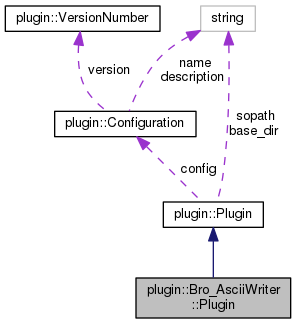 plugin::VersionNumber
string
version
name
description
plugin::Configuration
sopath
base_dir
config
plugin::Plugin
plugin::Bro_AsciiWriter
::Plugin